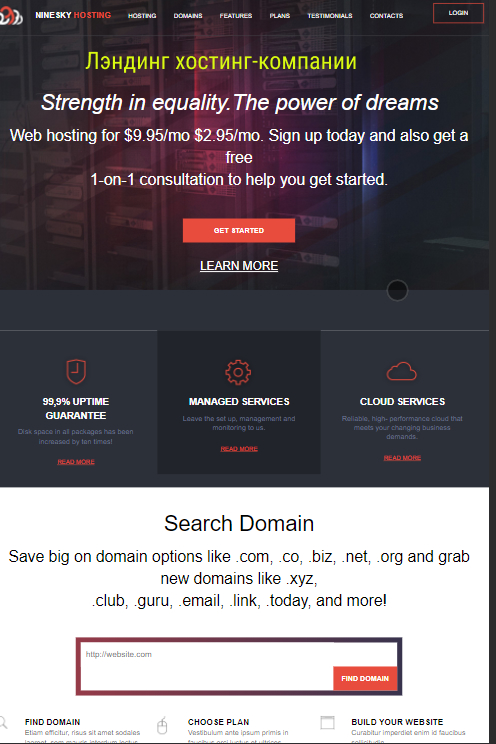 NINESKY HOSTING HOSTING DOMAINS FEATURES PLANS TESTIMONIALS CONTACTS LOGIN
Лэндинг хостинг-компании
Strength in equality.The power of dreams
Web hosting for $9.95/mo $2.95/mo. Sign up today and also get a
free
1-on-1 consultation to help you get started.
GET STARTED
LEARN MORE
99,9% UPTIME
GUARANTEE
Disk space in all packages has been
increased by ten times!
READ MORE
MANAGED SERVICES
Leave the set up, management and
monitoring to us.
READ MORE
CLOUD SERVICES
Reliable, high- performance cloud that
meets your changing business
demands.
READ MORE
Search Domain
Save big on domain options like .com, .co, .biz, .net, .org and grab
new domains like .xyz,
.club, .guru, .email, .link, .today, and more!
http://website.com
FIND DOMAIN
FIND DOMAIN
Etiam efficitur, risus sit amet sodales
CHOOSE PLAN
Vestibulum ante ipsum primis in
BUILD YOUR WEBSITE
Curabitur imperdiet enim id faucibus